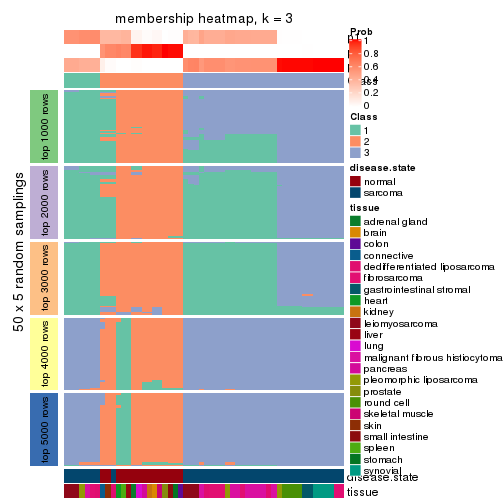 membership heatmap, k = 3
50 x 5 random samplings
top 1000 rows
top 2000 rows
top 3000 rows
top 4000 rows
top 5000 rows
Prob
1
0.8
0.6
0.4
0.2
0
Class
1
2
3
disease.state
normal
sarcoma
tissue
adrenal gland
brain
colon
connective
dedifferentiated liposarcoma
fibrosarcoma
gastrointestinal stromal
heart
kidney
leiomyosarcoma
liver
lung
malignant fibrous histiocytoma
pancreas
pleomorphic liposarcoma
prostate
round cell
skeletal muscle
skin
small intestine
spleen
stomach
synovial
disease.state
tissue